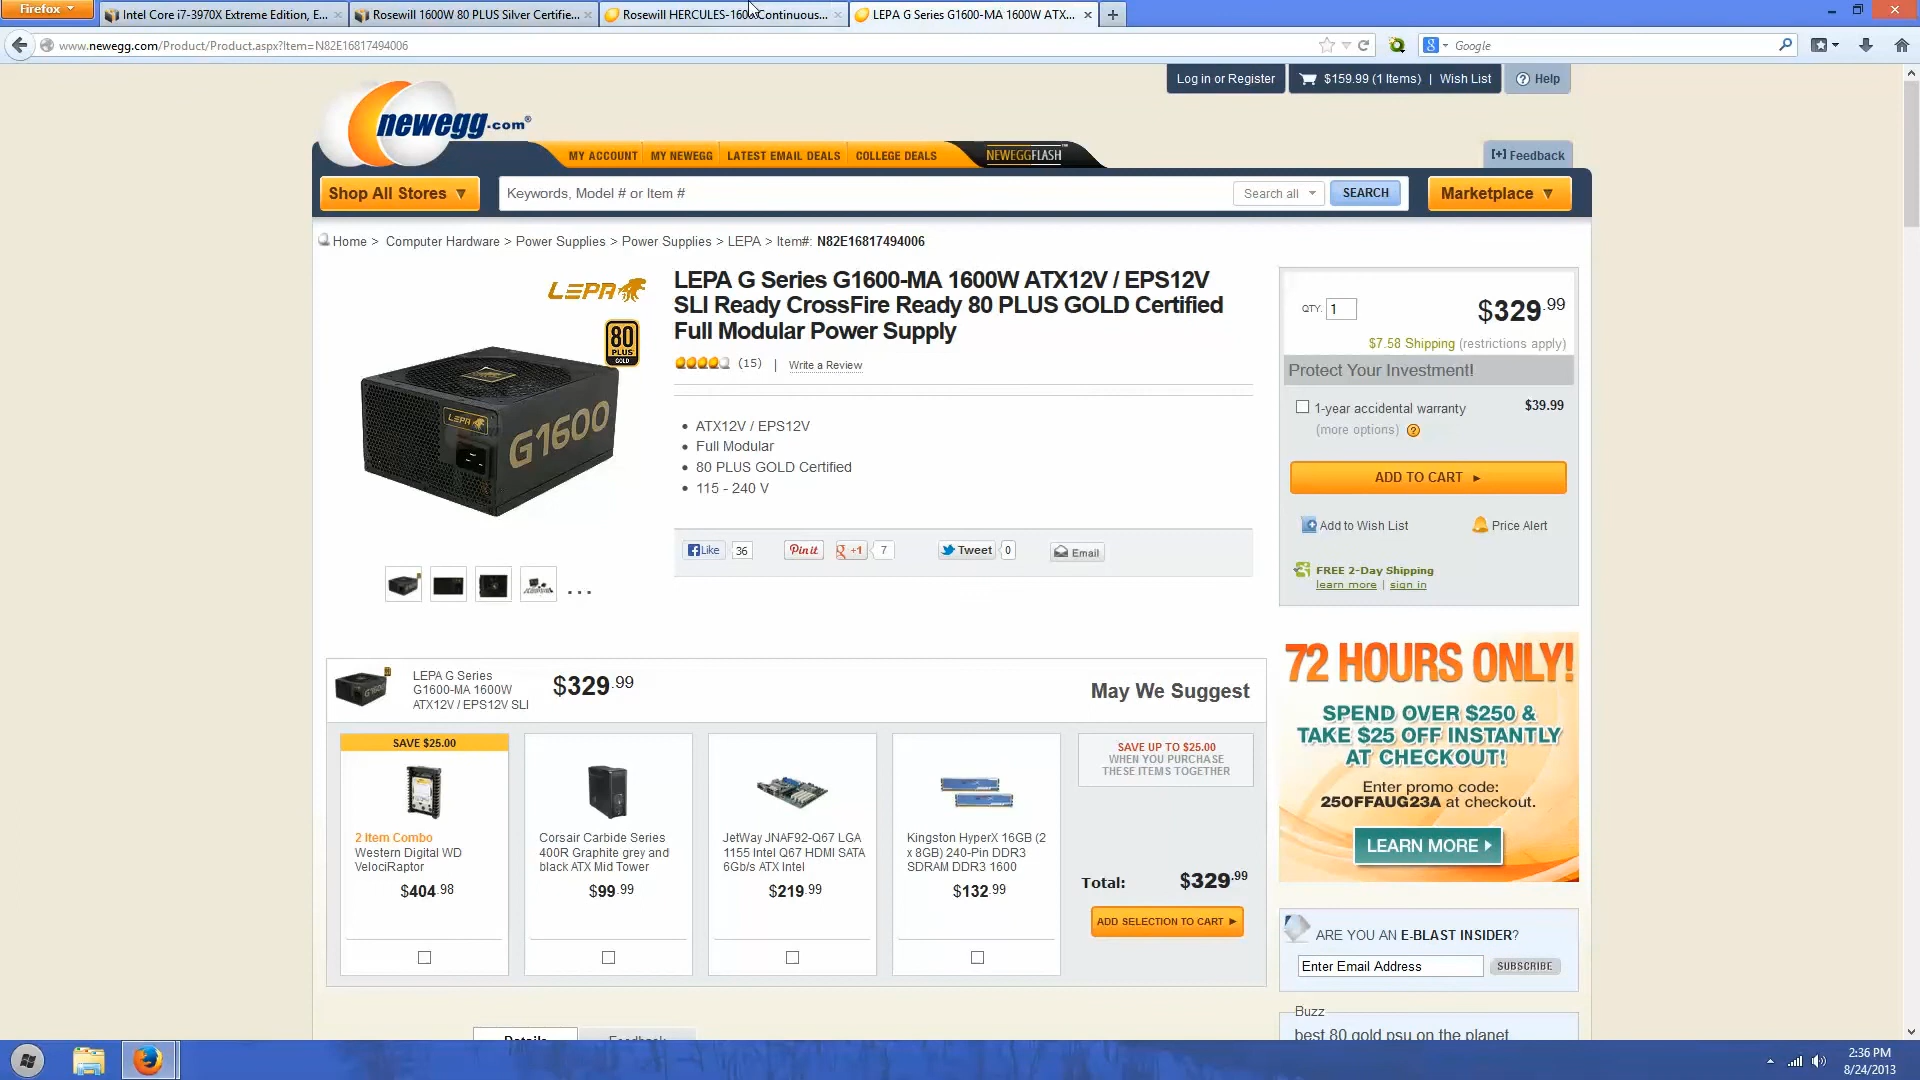 Firefox
Intel Core i7-3970X Extreme Edition, E...
Rosewill 1600W 80 PLUS Silver Certifie...
Rosewill HERCULES-160 Continuous...
LEPA G Series G1600-MA 1600W ATX...
www.newegg.com/Product/Product.aspx?Item=N82E16817494006
Google
Log in or Register
$159.99 (1 Items) | Wish List
Help
newegg.com®
MY ACCOUNT
MY NEWEGG
LATEST EMAIL DEALS
COLLEGE DEALS
NEWEGGFLASH™
[+] Feedback
Shop All Stores ▼
Keywords, Model # or Item #
Search all
SEARCH
Marketplace ▼
Home > Computer Hardware > Power Supplies > Power Supplies > LEPA > Item#: N82E16817494006
LEPA
80 PLUS GOLD
LEPA
G1600
LEPA G Series G1600-MA 1600W ATX12V / EPS12V
SLI Ready CrossFire Ready 80 PLUS GOLD Certified
Full Modular Power Supply
(15) | Write a Review
• ATX12V / EPS12V
• Full Modular
• 80 PLUS GOLD Certified
• 115 - 240 V
Like 36
Pin it
+1 7
Tweet 0
Email
...
QTY: 1
$329.99
$7.58 Shipping (restrictions apply)
Protect Your Investment!
1-year accidental warranty $39.99
(more options) ?
ADD TO CART ▸
Add to Wish List
Price Alert
FREE 2-Day Shipping
learn more | sign in
LEPA G Series
G1600-MA 1600W
ATX12V / EPS12V SLI
$329.99
May We Suggest
SAVE $25.00
2 Item Combo
Western Digital WD
VelociRaptor
$404.98
Corsair Carbide Series
400R Graphite grey and
black ATX Mid Tower
$99.99
JetWay JNAF92-Q67 LGA
1155 Intel Q67 HDMI SATA
6Gb/s ATX Intel
$219.99
Kingston HyperX 16GB (2
x 8GB) 240-Pin DDR3
SDRAM DDR3 1600
$132.99
SAVE UP TO $25.00
WHEN YOU PURCHASE
THESE ITEMS TOGETHER
Total: $329.99
ADD SELECTION TO CART ▸
72 HOURS ONLY!
SPEND OVER $250 &
TAKE $25 OFF INSTANTLY
AT CHECKOUT!
Enter promo code:
25OFFAUG23A at checkout.
LEARN MORE ▸
ARE YOU AN E-BLAST INSIDER?
Enter Email Address
SUBSCRIBE
Buzz
best 80 gold psu on the planet
Details
Feedback
2:36 PM
8/24/2013